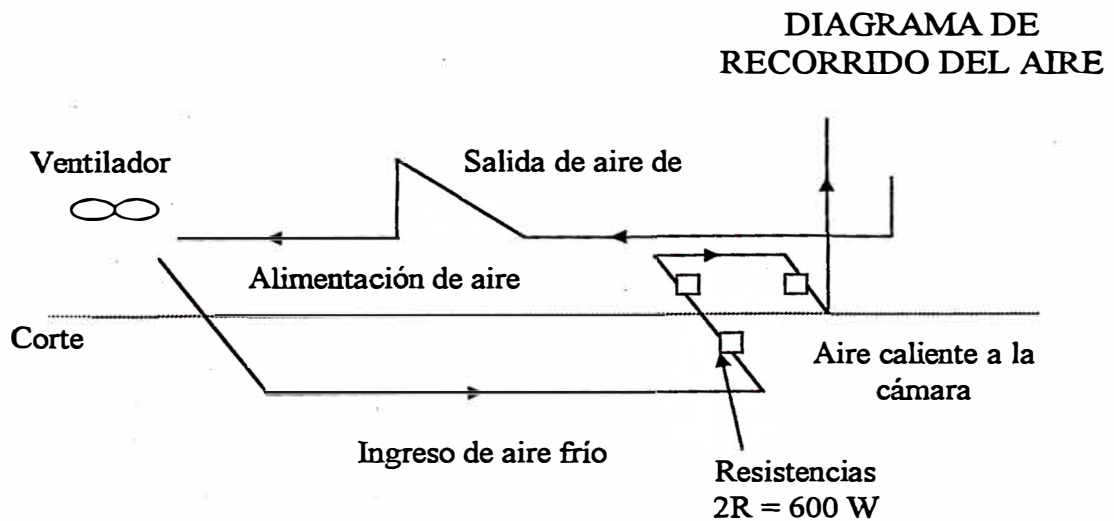 DIAGRAMA DE
RECORRIDO DEL AIRE
Ventilador
Salida de aire de
Alimentación de aire
Corte
Aire caliente a la
cámara
Ingreso de aire frío
Resistencias
2R = 600 W